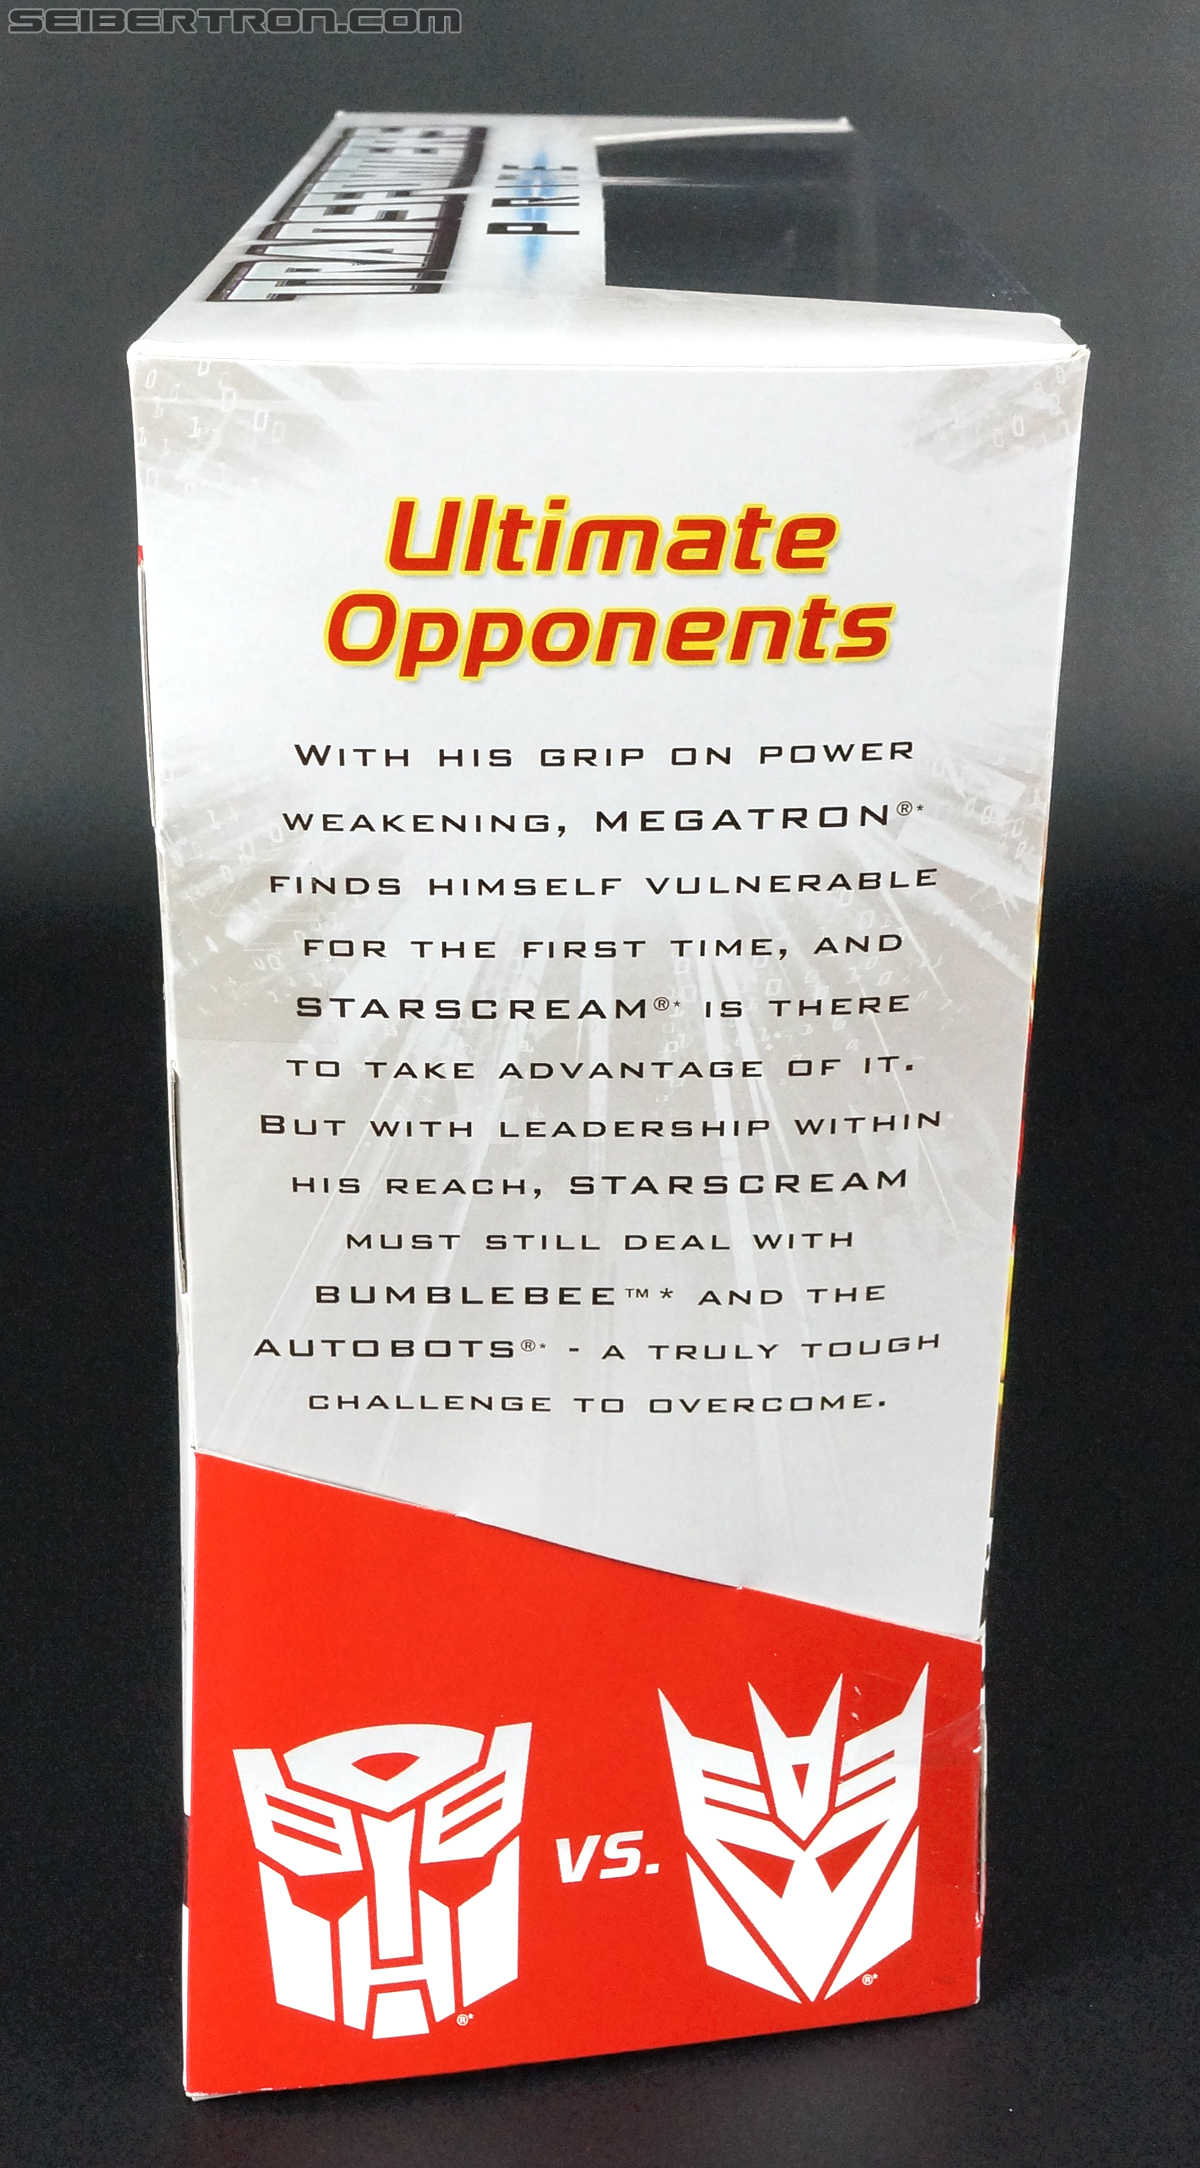 SEIBERTRON.COM
TRANSFORMERS
PRIME
Ultimate
Opponents
WITH HIS GRIP ON POWER
WEAKENING, MEGATRON®*
FINDS HIMSELF VULNERABLE
FOR THE FIRST TIME, AND
STARSCREAM®* IS THERE
TO TAKE ADVANTAGE OF IT.
BUT WITH LEADERSHIP WITHIN
HIS REACH, STARSCREAM
MUST STILL DEAL WITH
BUMBLEBEE™* AND THE
AUTOBOTS®* - A TRULY TOUGH
CHALLENGE TO OVERCOME.
VS.
®*
®*